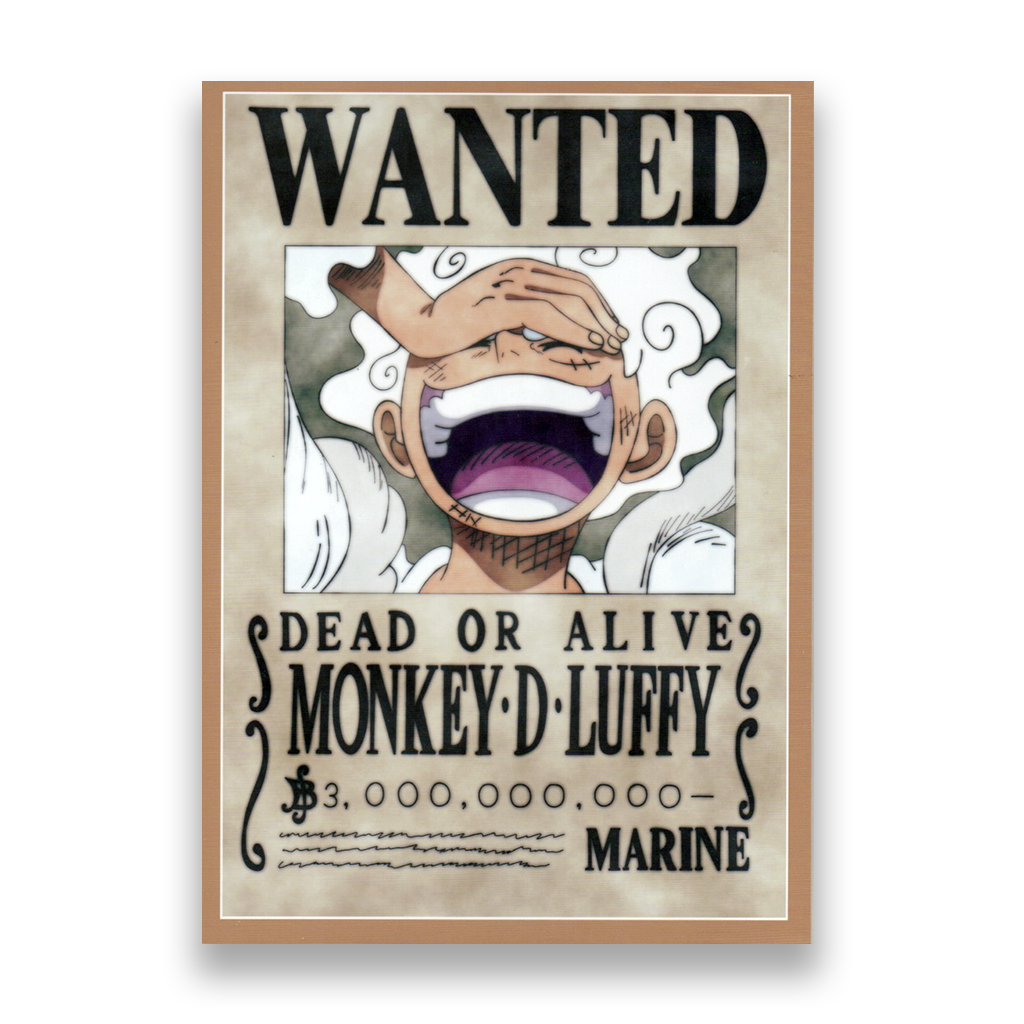 WANTED
DEAD OR ALIVE
MONKEY·D·LUFFY
฿3,000,000,000-
MARINE